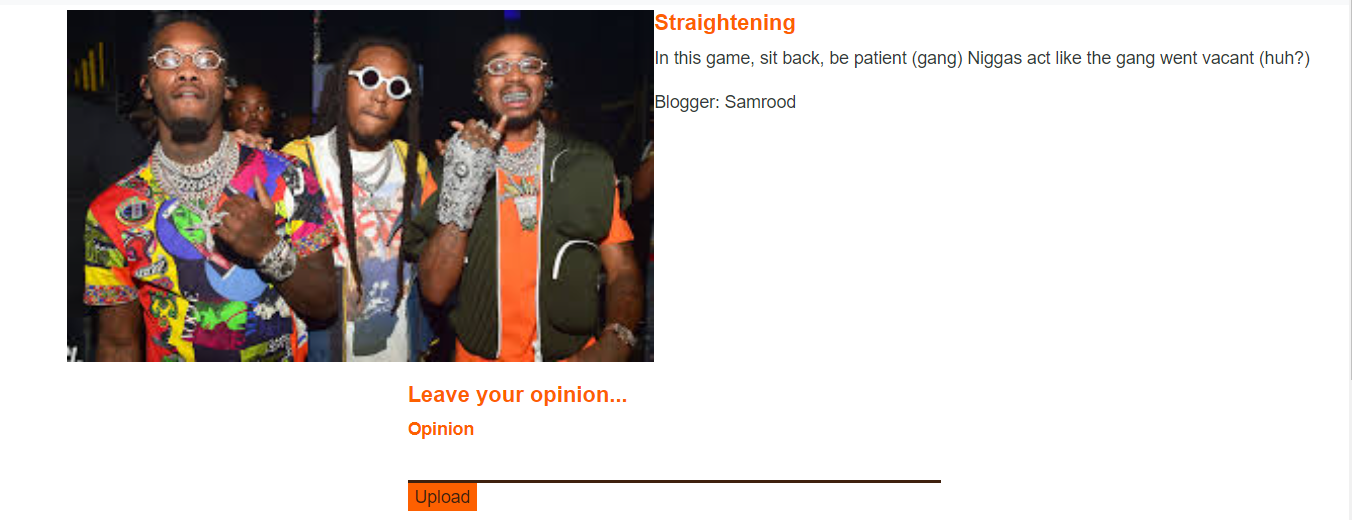 Straightening
In this game, sit back, be patient (gang) Niggas act like the gang went vacant (huh?)
Blogger: Samrood
Leave your opinion...
Opinion
Upload